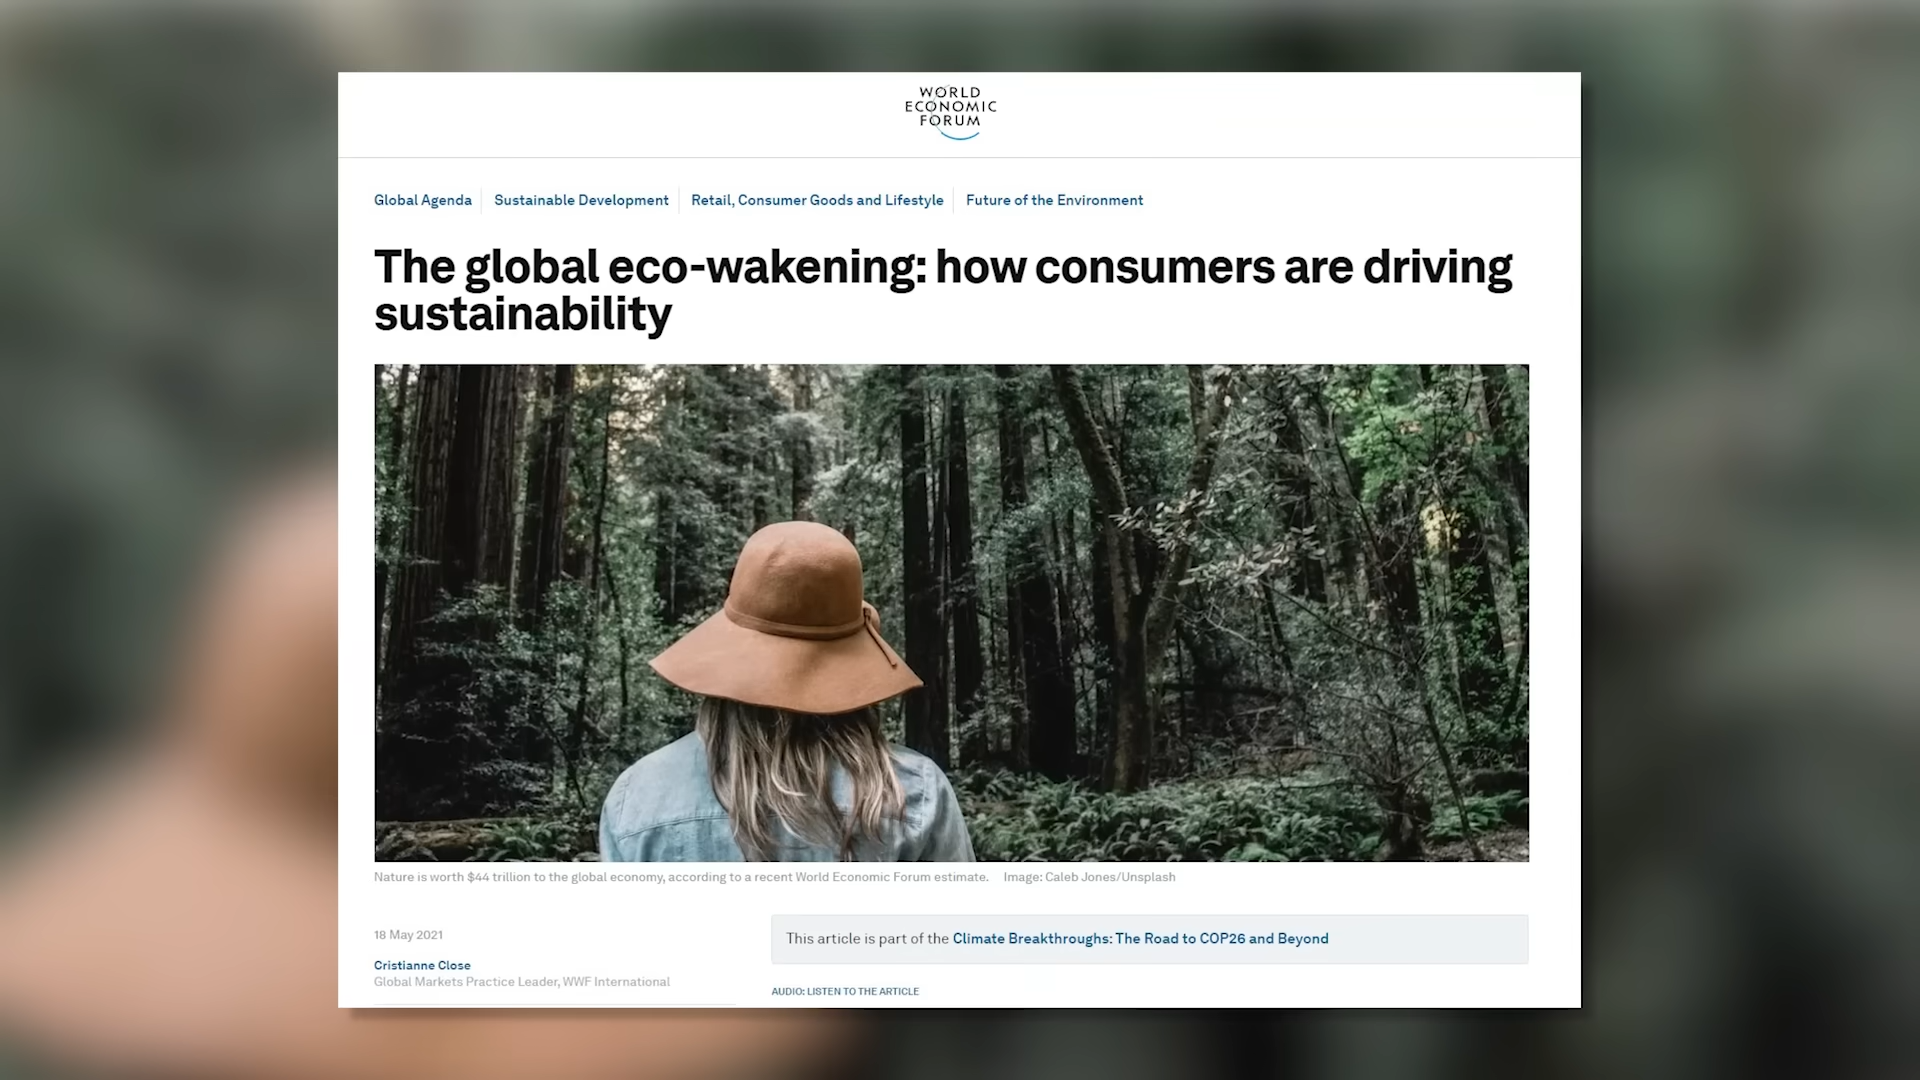 WORLD
ECONOMIC
FORUM
Global Agenda Sustainable Development Retail, Consumer Goods and Lifestyle Future of the Environment
The global eco-wakening: how consumers are driving
sustainability
Nature is worth $44 trillion to the global economy, according to a recent World Economic Forum estimate. Image: Caleb Jones/Unsplash
18 May 2021
Cristianne Close
Global Markets Practice Leader, WWF International
This article is part of the Climate Breakthroughs: The Road to COP26 and Beyond
AUDIO: LISTEN TO THE ARTICLE